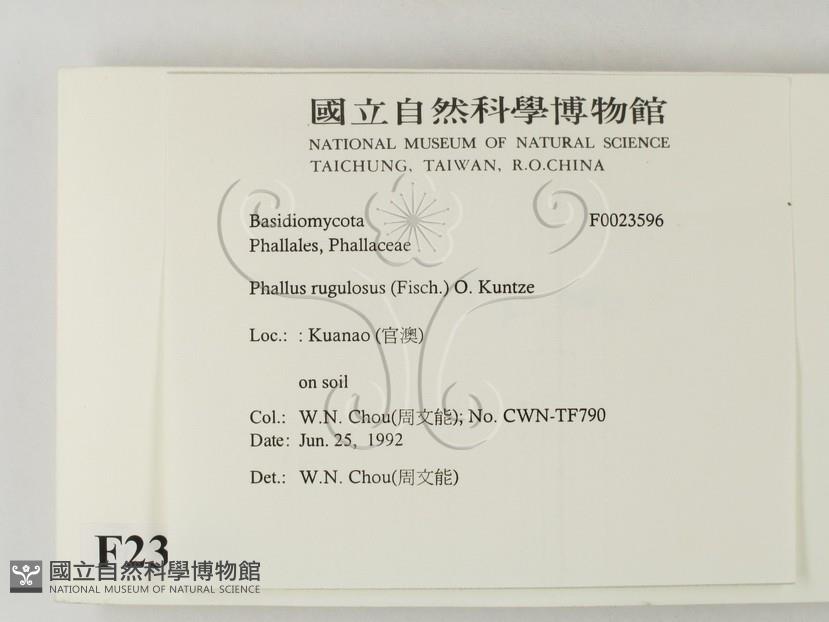 國立自然科學博物館
NATIONAL MUSEUM OF NATURAL SCIENCE
TAICHUNG, TAIWAN, R.O.CHINA
Basidiomycota F0023596
Phallales, Phallaceae
Phallus rugulosus (Fisch.) O. Kuntze
Loc.: : Kuanao (官澳)
on soil
Col.: W.N. Chou(周文能); No. CWN-TF790
Date: Jun. 25, 1992
Det.: W.N. Chou(周文能)
F23
國立自然科學博物館
NATIONAL MUSEUM OF NATURAL SCIENCE